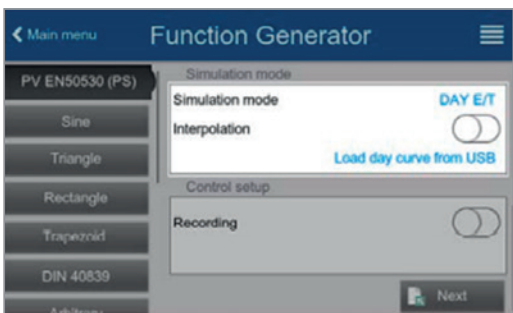 Main menu
Function Generator
PV EN50530 (PS)
Sine
Triangle
Rectangle
Trapezoid
DIN 40839
Arbitrary
Simulation mode
Simulation mode DAY E/T
Interpolation
Load day curve from USB
Control setup
Recording
Next